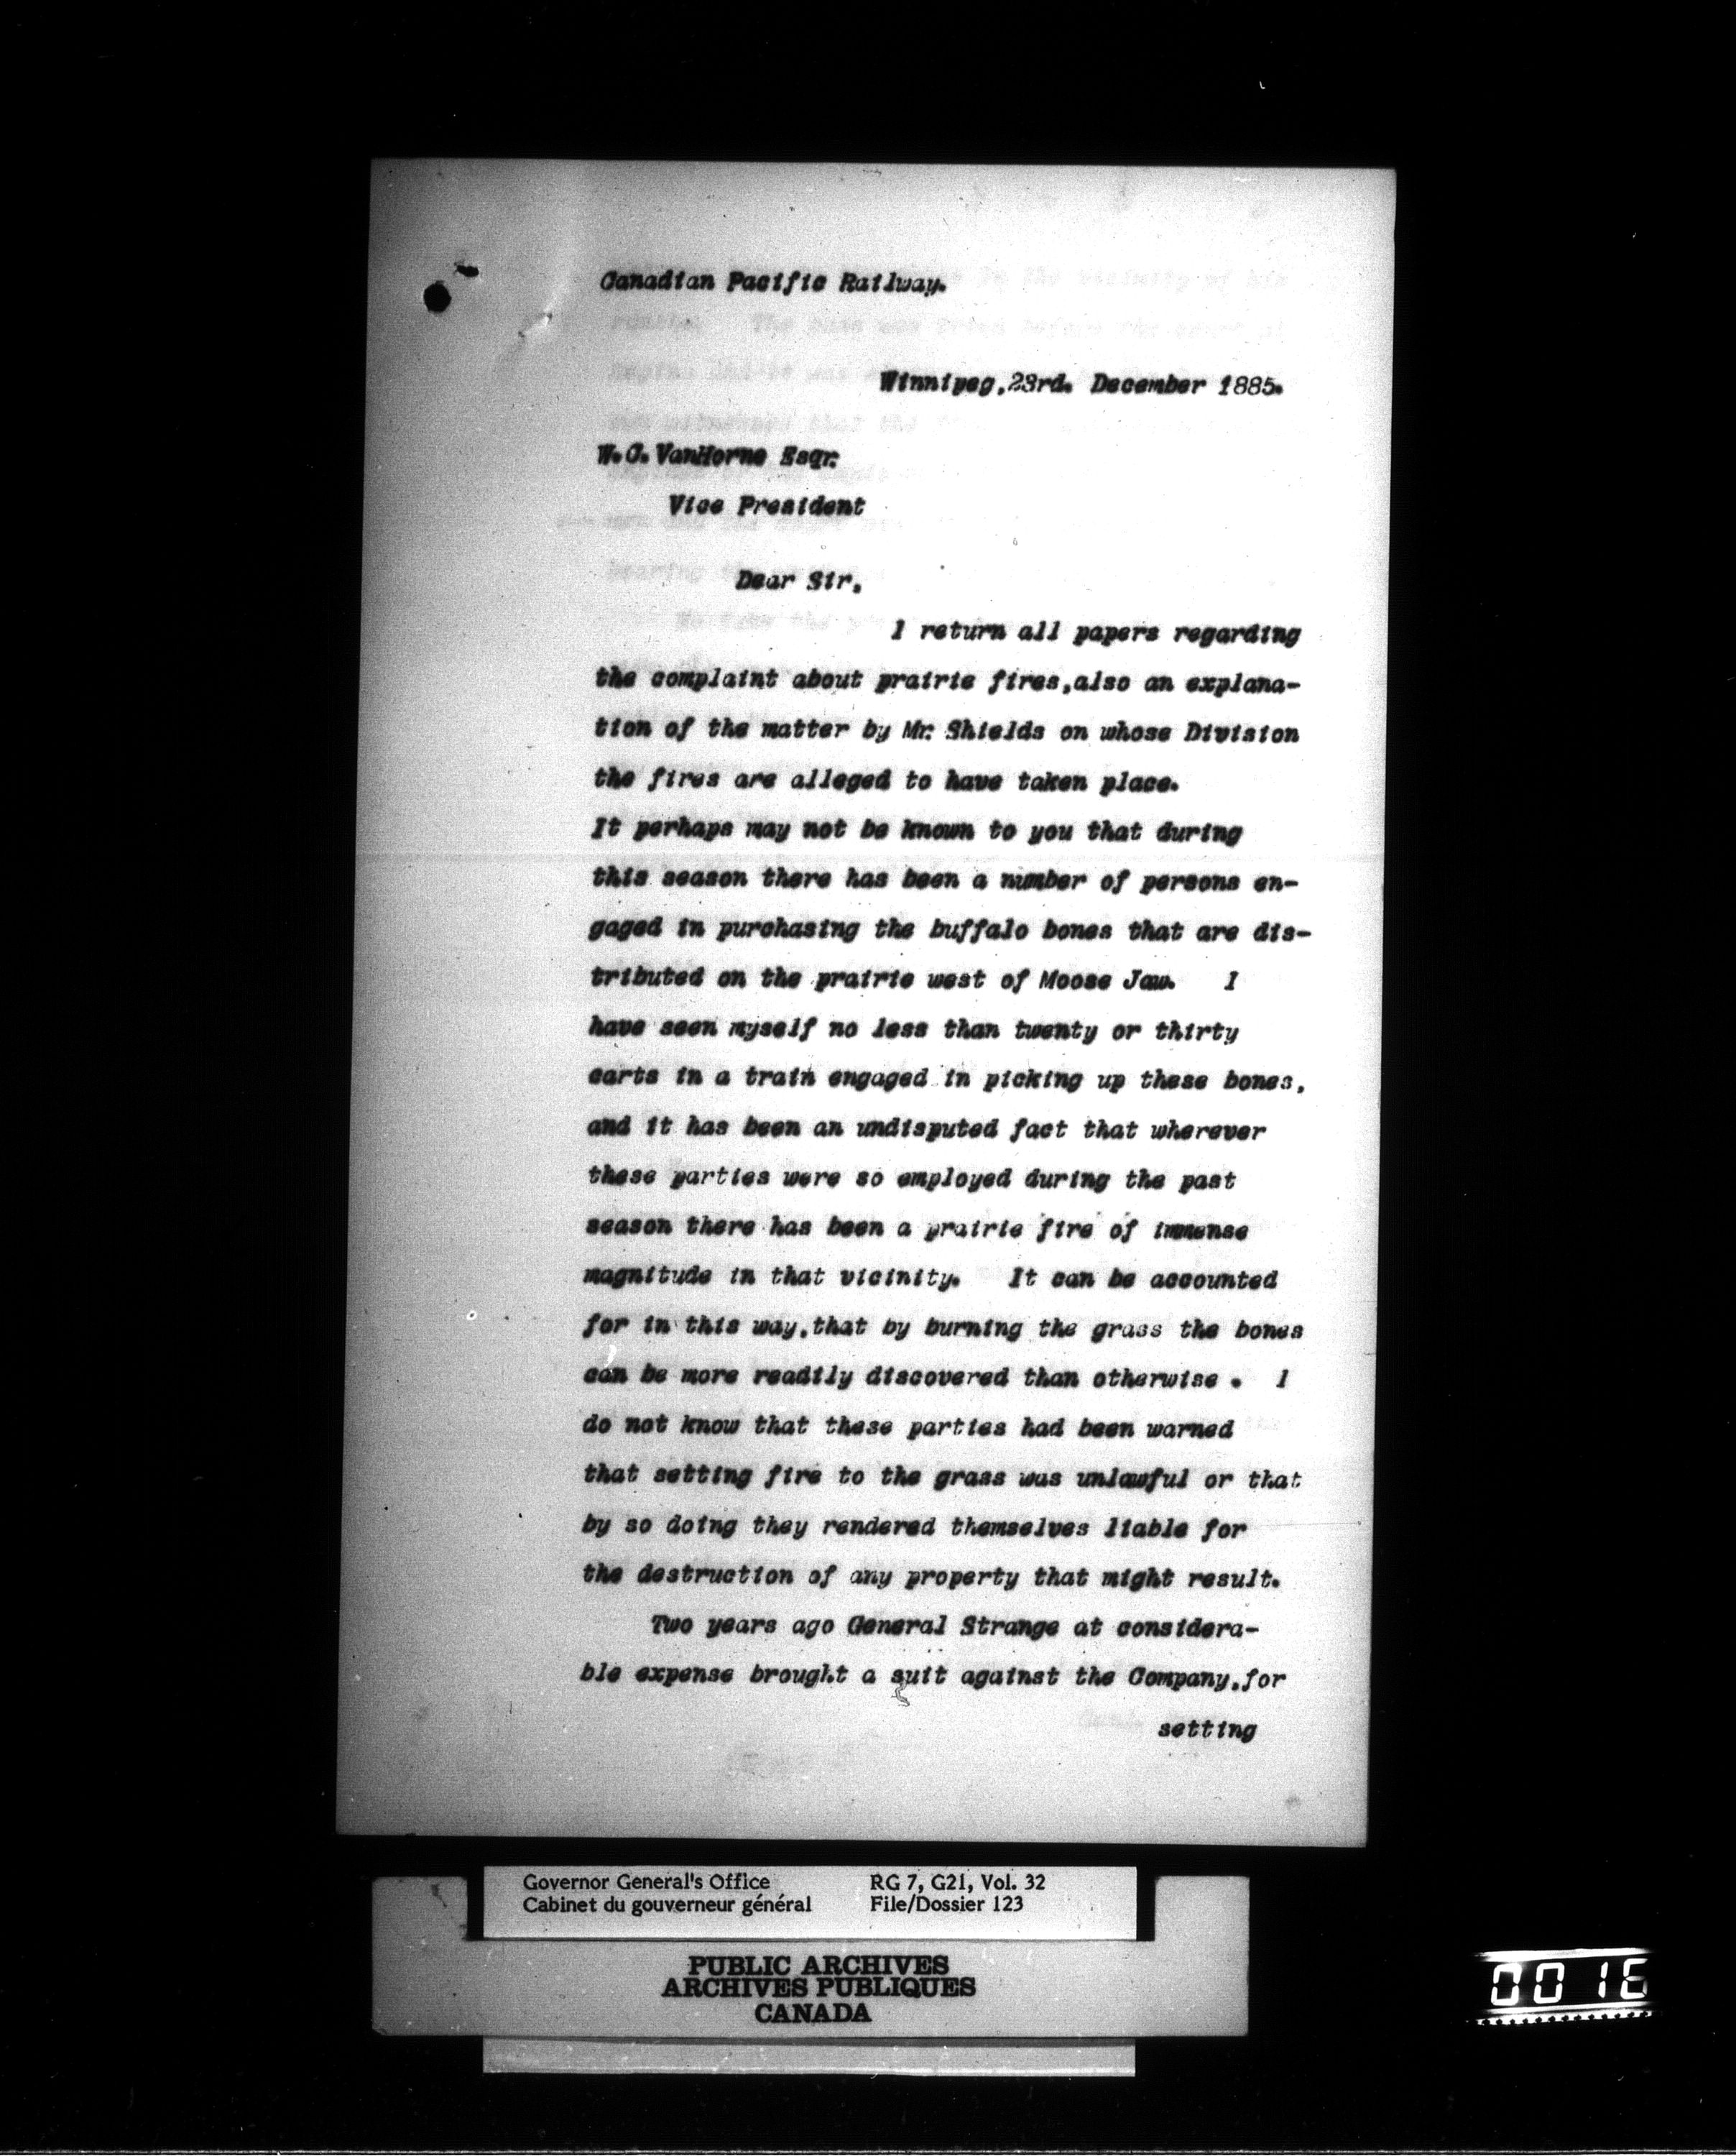 Canadian Pacific Railway.
Winnipeg, 23rd. December 1885.
W. C. VanHorne Esqr.
Vice President
Dear Sir,
I return all papers regarding
the complaint about prairie fires, also an explana-
tion of the matter by Mr. Shields on whose Division
the fires are alleged to have taken place.
It perhaps may not be known to you that during
this season there has been a number of persons en-
gaged in purchasing the buffalo bones that are dis-
tributed on the prairie west of Moose Jaw. I
have seen myself no less than twenty or thirty
carts in a train engaged in picking up these bones,
and it has been an undisputed fact that wherever
these parties were so employed during the past
season there has been a prairie fire of immense
magnitude in that vicinity. It can be accounted
for in this way, that by burning the grass the bones
can be more readily discovered than otherwise . I
do not know that these parties had been warned
that setting fire to the grass was unlawful or that
by so doing they rendered themselves liable for
the destruction of any property that might result.
Two years ago General Strange at considera-
ble expense brought a suit against the Company, for
setting
Governor General's Office RG 7, G21, Vol. 32
Cabinet du gouverneur général File/Dossier 123
PUBLIC ARCHIVES
ARCHIVES PUBLIQUES
CANADA
0016